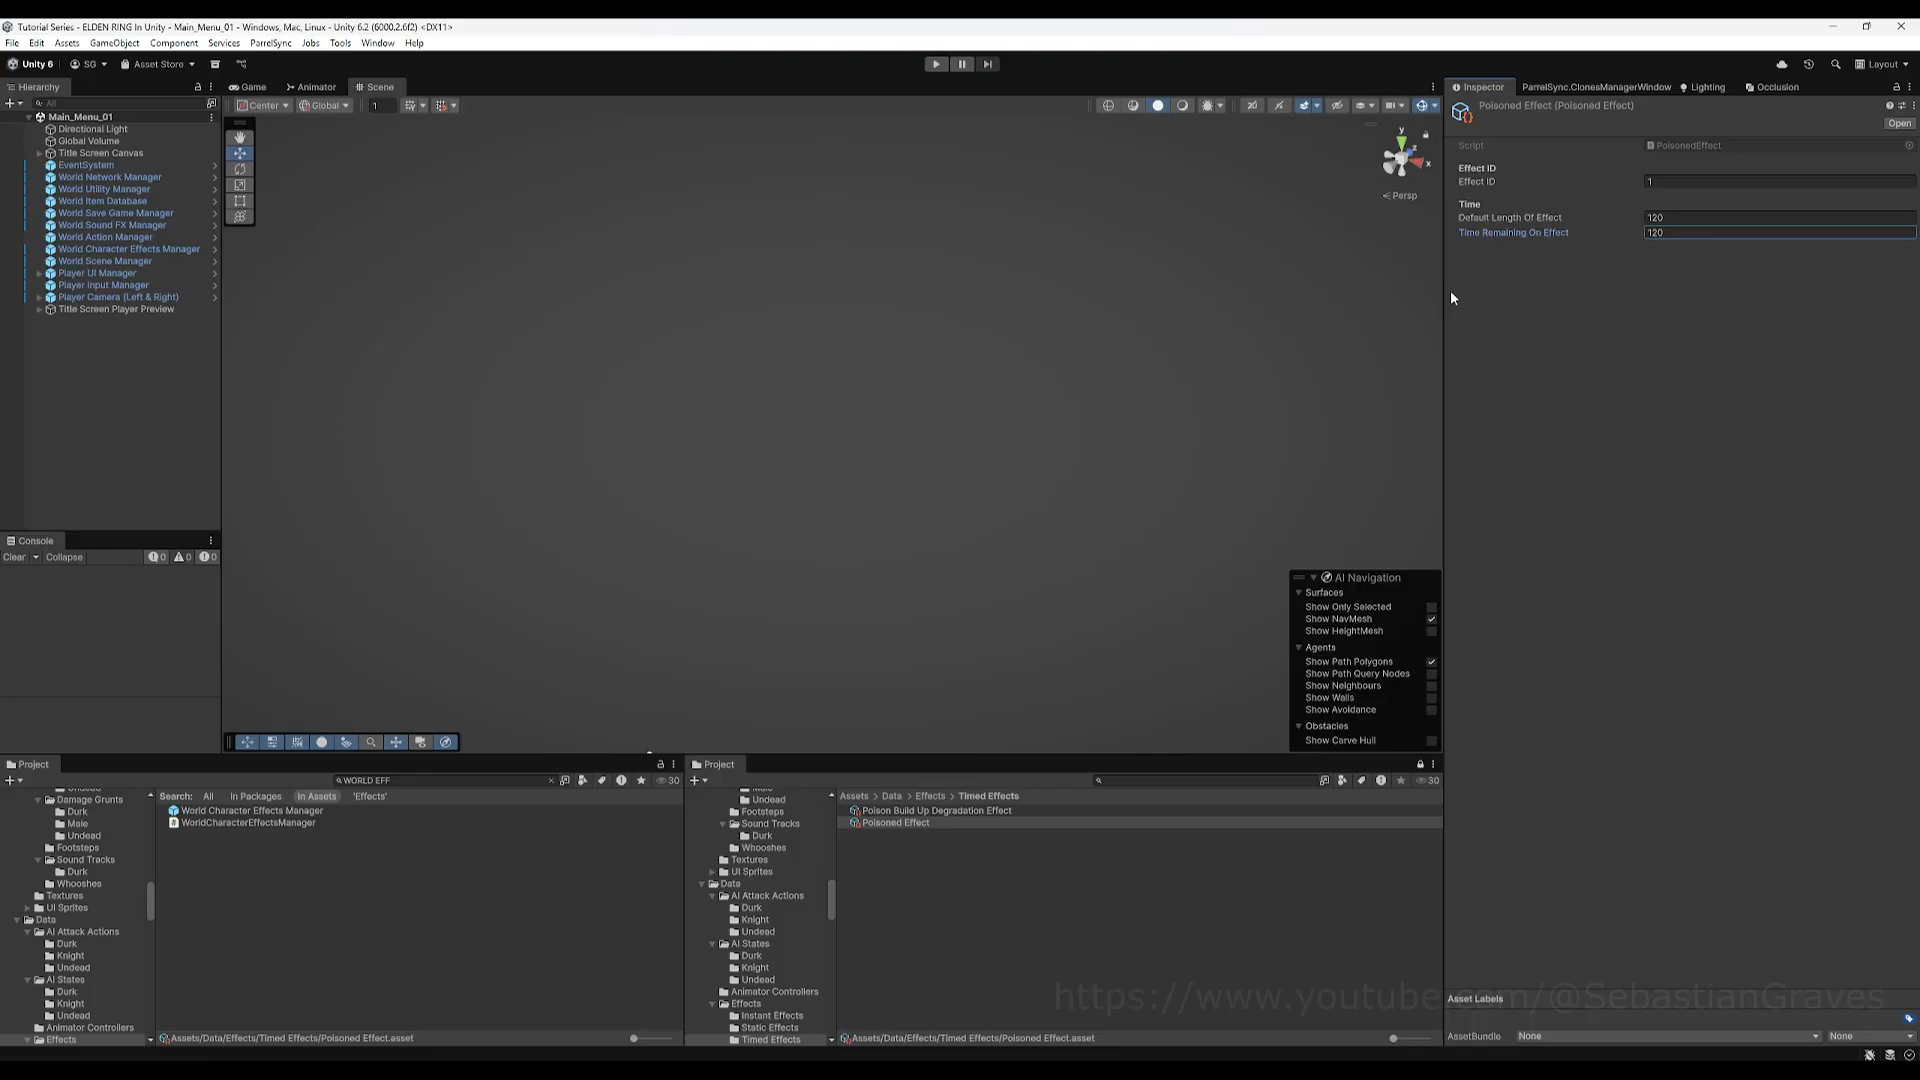 Tutorial Series - ELDEN RING In Unity - Main_Menu_01 - Windows, Mac, Linux - Unity 6.2 (6000.2.6f2) <DX11>
File Edit Assets GameObject Component Services ParrelSync Jobs Tools Window Help
Unity 6 SG Asset Store Layout
Hierarchy
All
Main_Menu_01
Directional Light
Global Volume
Title Screen Canvas
EventSystem
World Network Manager
World Utility Manager
World Item Database
World Save Game Manager
World Sound FX Manager
World Action Manager
World Character Effects Manager
World Scene Manager
Player UI Manager
Player Input Manager
Player Camera (Left & Right)
Title Screen Player Preview
Console
Clear Collapse 0 0 0
Game Animator Scene
Center Global 1
y
z
x
Persp
AI Navigation
Surfaces
Show Only Selected
Show NavMesh
Show HeightMesh
Agents
Show Path Polygons
Show Path Query Nodes
Show Neighbours
Show Walls
Show Avoidance
Obstacles
Show Carve Hull
Inspector ParrelSync.ClonesManagerWindow Lighting Occlusion
Poisoned Effect (Poisoned Effect)
Open
Script PoisonedEffect
Effect ID
Effect ID 1
Time
Default Length Of Effect 120
Time Remaining On Effect 120
Asset Labels
AssetBundle None None
Project
WORLD EFF 30
Search: All In Packages In Assets 'Effects'
World Character Effects Manager
WorldCharacterEffectsManager
Undead
Damage Grunts
Durk
Male
Undead
Footsteps
Sound Tracks
Durk
Whooshes
Textures
UI Sprites
Data
AI Attack Actions
Durk
Knight
Undead
AI States
Durk
Knight
Undead
Animator Controllers
Effects
Assets/Data/Effects/Timed Effects/Poisoned Effect.asset
Project
30
Assets > Data > Effects > Timed Effects
Poison Build Up Degradation Effect
Poisoned Effect
Male
Undead
Footsteps
Sound Tracks
Durk
Whooshes
Textures
UI Sprites
Data
AI Attack Actions
Durk
Knight
Undead
AI States
Durk
Knight
Undead
Animator Controllers
Effects
Instant Effects
Static Effects
Timed Effects
Assets/Data/Effects/Timed Effects/Poisoned Effect.asset
https://www.youtube.com/@SebastianGraves